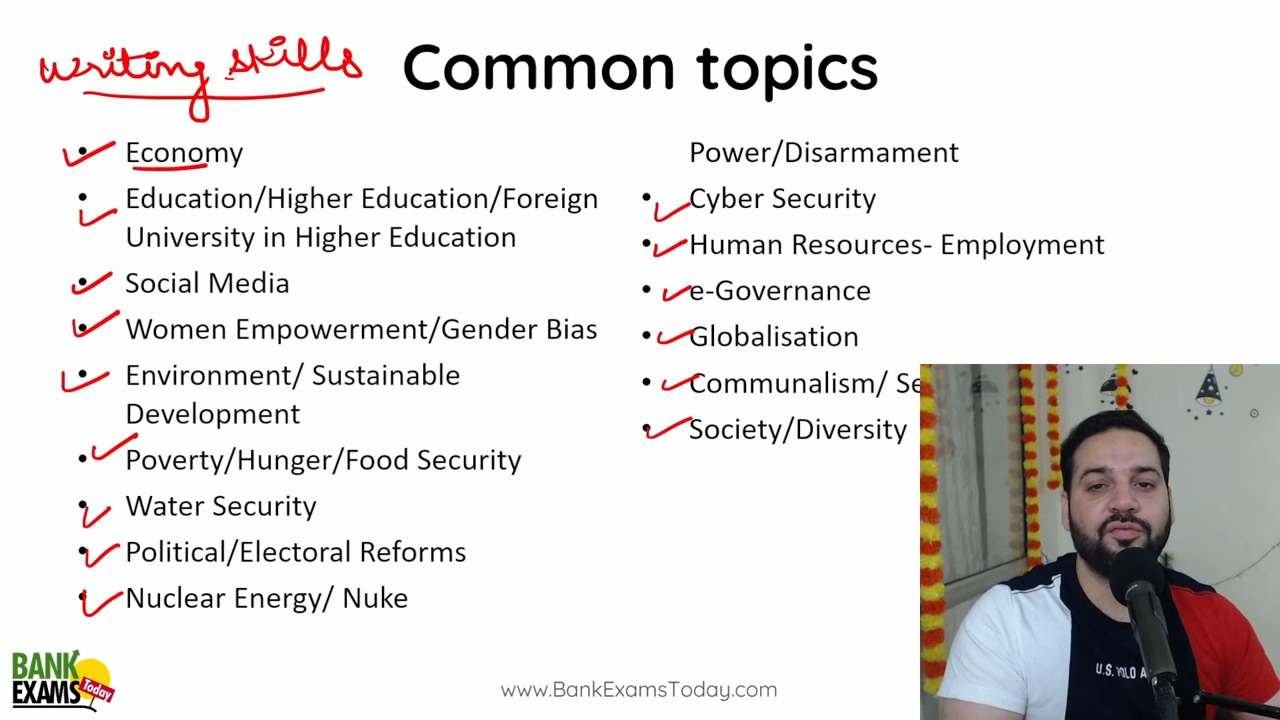 writing skills Common topics
• Economy
• Education/Higher Education/Foreign
University in Higher Education
• Social Media
• Women Empowerment/Gender Bias
• Environment/ Sustainable
Development
• Poverty/Hunger/Food Security
• Water Security
• Political/Electoral Reforms
• Nuclear Energy/ Nuke
Power/Disarmament
• Cyber Security
• Human Resources- Employment
• e-Governance
• Globalisation
• Communalism/
• Society/Diversity
U.S. POLO
BANK
EXAMS
Today
www.BankExamsToday.com